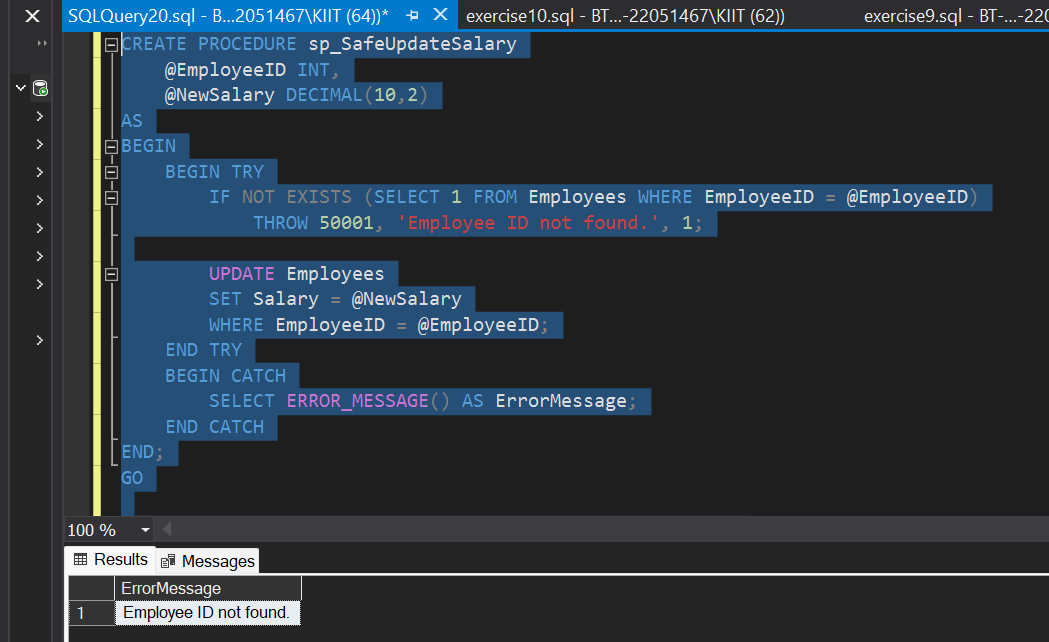 SQLQuery20.sql - B...2051467\KIIT (64))* exercise10.sql - BT-...-22051467\KIIT (62)) exercise9.sql - BT-...-220
CREATE PROCEDURE sp_SafeUpdateSalary
    @EmployeeID INT,
    @NewSalary DECIMAL(10,2)
AS
BEGIN
    BEGIN TRY
        IF NOT EXISTS (SELECT 1 FROM Employees WHERE EmployeeID = @EmployeeID)
            THROW 50001, 'Employee ID not found.', 1;
        UPDATE Employees
        SET Salary = @NewSalary
        WHERE EmployeeID = @EmployeeID;
    END TRY
    BEGIN CATCH
        SELECT ERROR_MESSAGE() AS ErrorMessage;
    END CATCH
END;
GO
100 %
Results Messages
ErrorMessage
1 Employee ID not found.